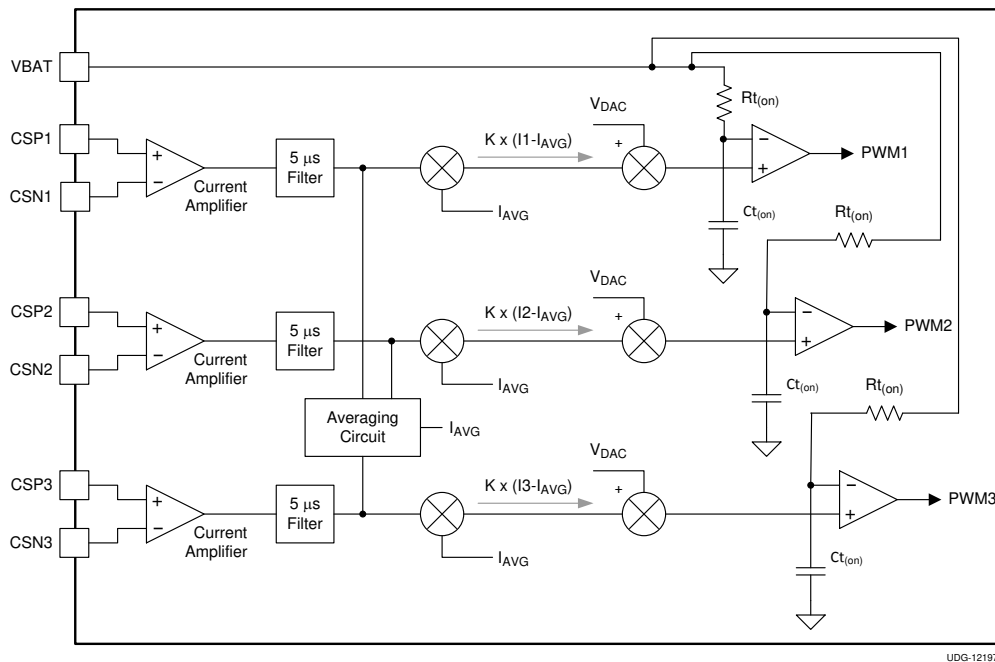 VBAT
Rt(on)
CSP1
VDAC
K x (I1-IAVG)
+
−
+
5 μs
Filter
+
−
PWM1
CSN1
Current
Amplifier
IAVG
Ct(on)
Rt(on)
CSP2
VDAC
K x (I2-IAVG)
+
−
+
5 μs
Filter
+
−
PWM2
CSN2
Current
Amplifier
IAVG
Ct(on)
Rt(on)
Averaging
Circuit
IAVG
CSP3
VDAC
K x (I3-IAVG)
+
−
+
5 μs
Filter
+
−
PWM3
CSN3
Current
Amplifier
IAVG
Ct(on)
UDG-12197